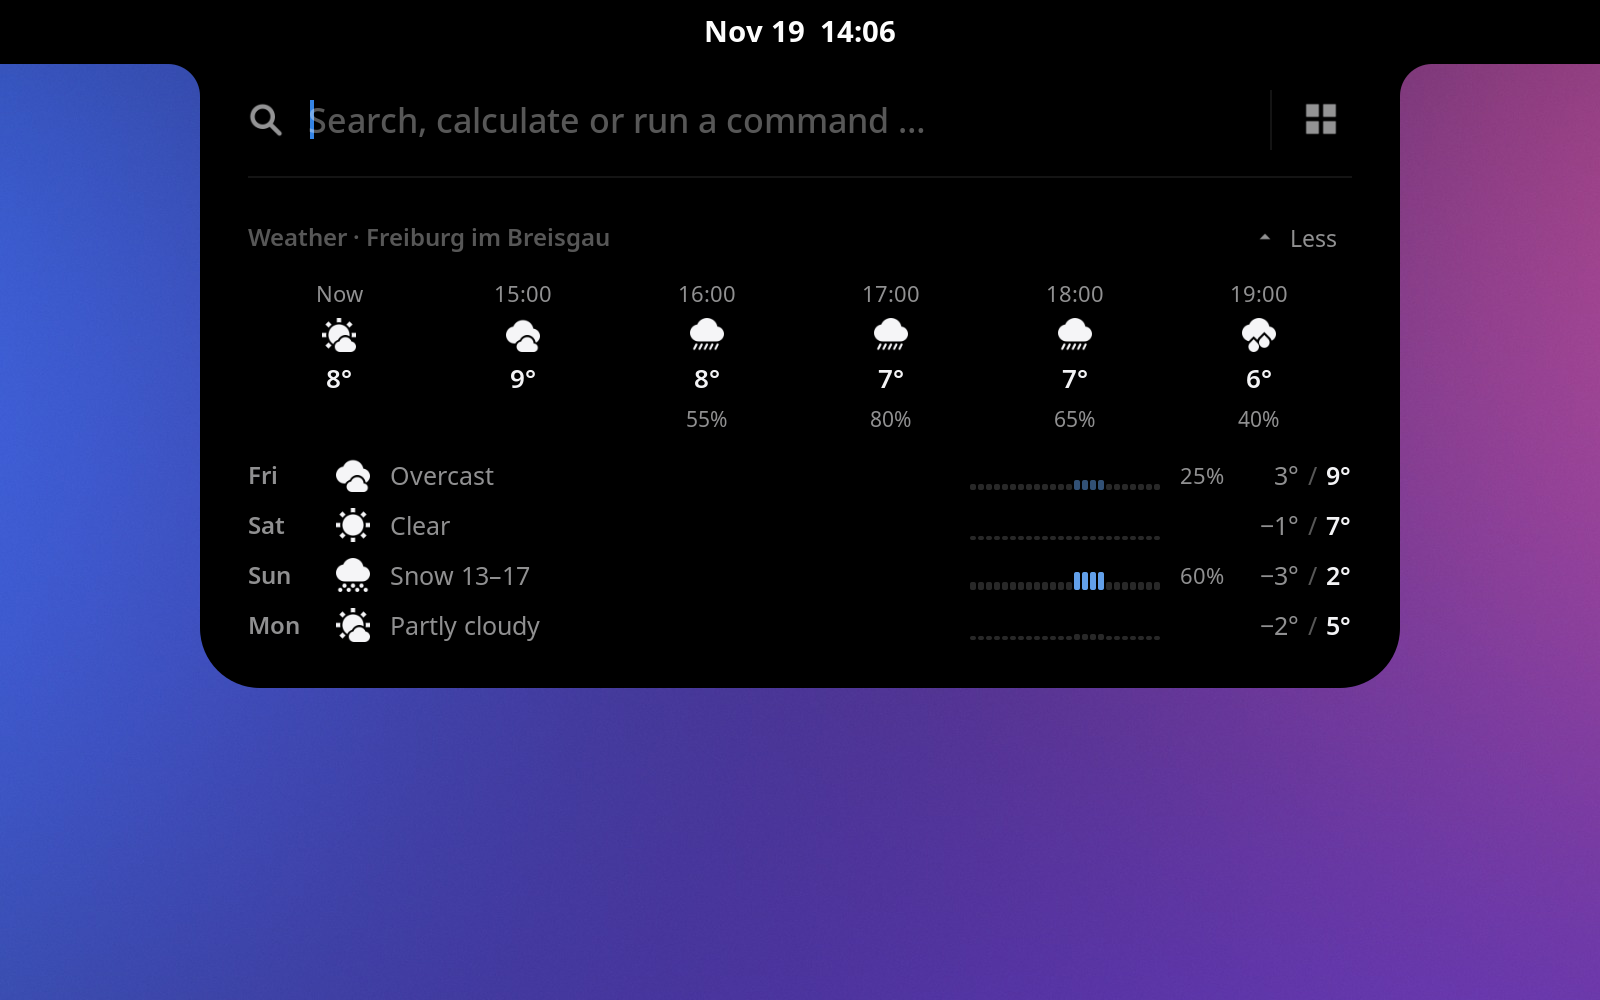 Nov 19 14:06
Search, calculate or run a command ...
Weather · Freiburg im Breisgau
Less
Now 15:00 16:00 17:00 18:00 19:00
8° 9° 8° 7° 7° 6°
55% 80% 65% 40%
Fri Overcast 25% 3° / 9°
Sat Clear −1° / 7°
Sun Snow 13–17 60% −3° / 2°
Mon Partly cloudy −2° / 5°